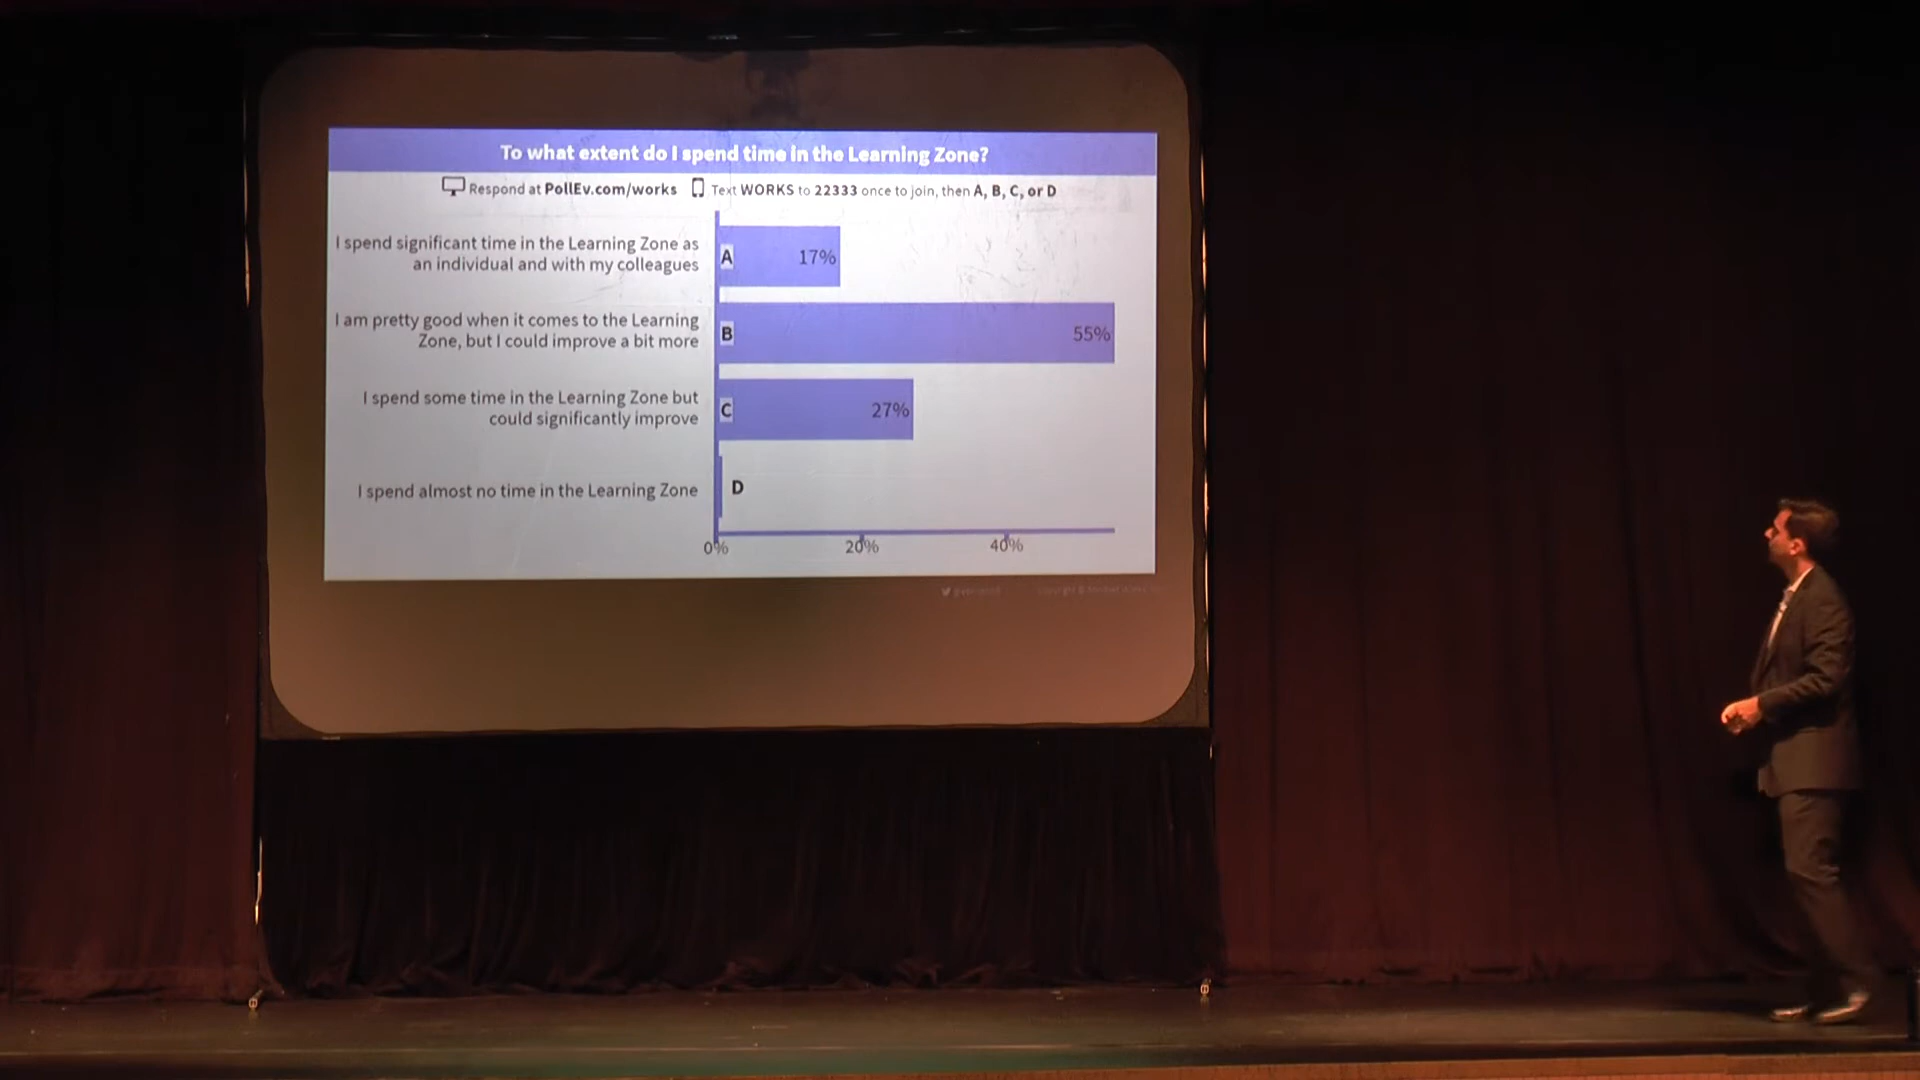 To what extent do I spend time in the Learning Zone?
Respond at PollEv.com/works Text WORKS to 22333 once to join, then A, B, C, or D
I spend significant time in the Learning Zone as
an individual and with my colleagues
A
17%
I am pretty good when it comes to the Learning
Zone, but I could improve a bit more
B
55%
I spend some time in the Learning Zone but
could significantly improve
C
27%
I spend almost no time in the Learning Zone
D
0% 20% 40%